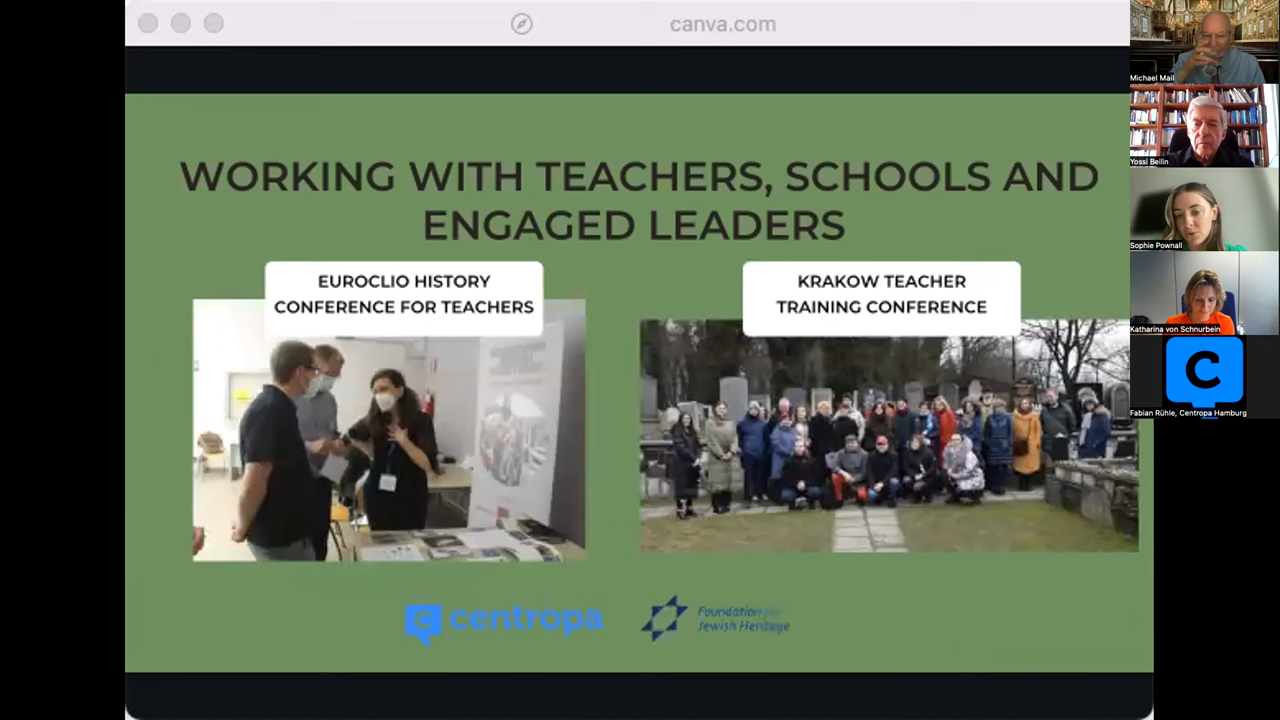 canva.com
WORKING WITH TEACHERS, SCHOOLS AND
ENGAGED LEADERS
EUROCLIO HISTORY
CONFERENCE FOR TEACHERS
KRAKOW TEACHER
TRAINING CONFERENCE
centropa
Foundation for
Jewish Heritage
Michael Mail
Yossi Beilin
Sophie Pownall
Katharina von Schnurbein
C
Fabian Rühle, Centropa Hamburg